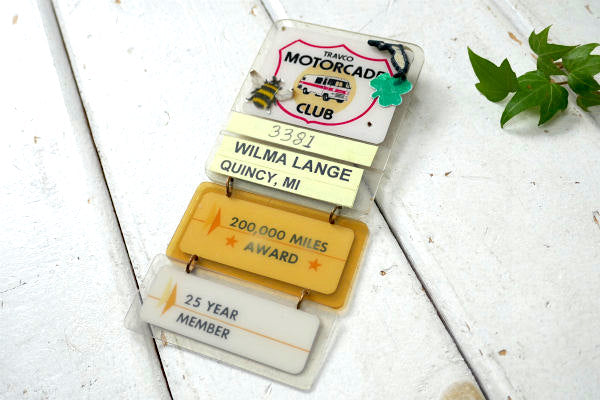 TRAVCO
MOTORCADE
CLUB
3381
WILMA LANGE
QUINCY, MI
200,000 MILES
AWARD
25 YEAR
MEMBER